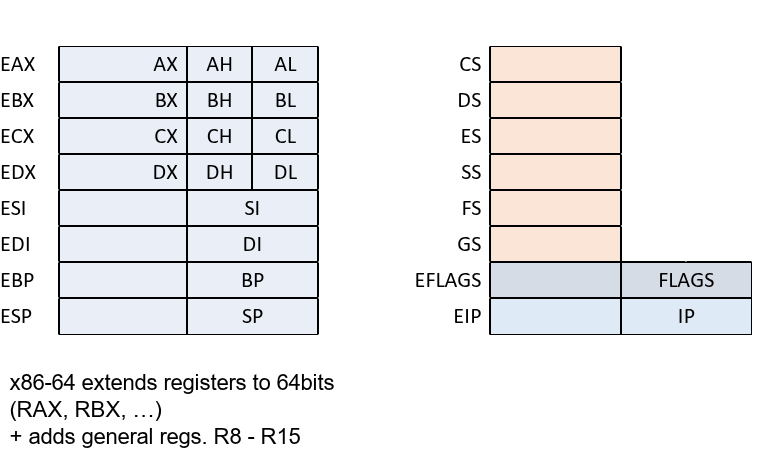 EAX AX AH AL
EBX BX BH BL
ECX CX CH CL
EDX DX DH DL
ESI SI
EDI DI
EBP BP
ESP SP
CS
DS
ES
SS
FS
GS
EFLAGS FLAGS
EIP IP
x86-64 extends registers to 64bits
(RAX, RBX, …)
+ adds general regs. R8 - R15